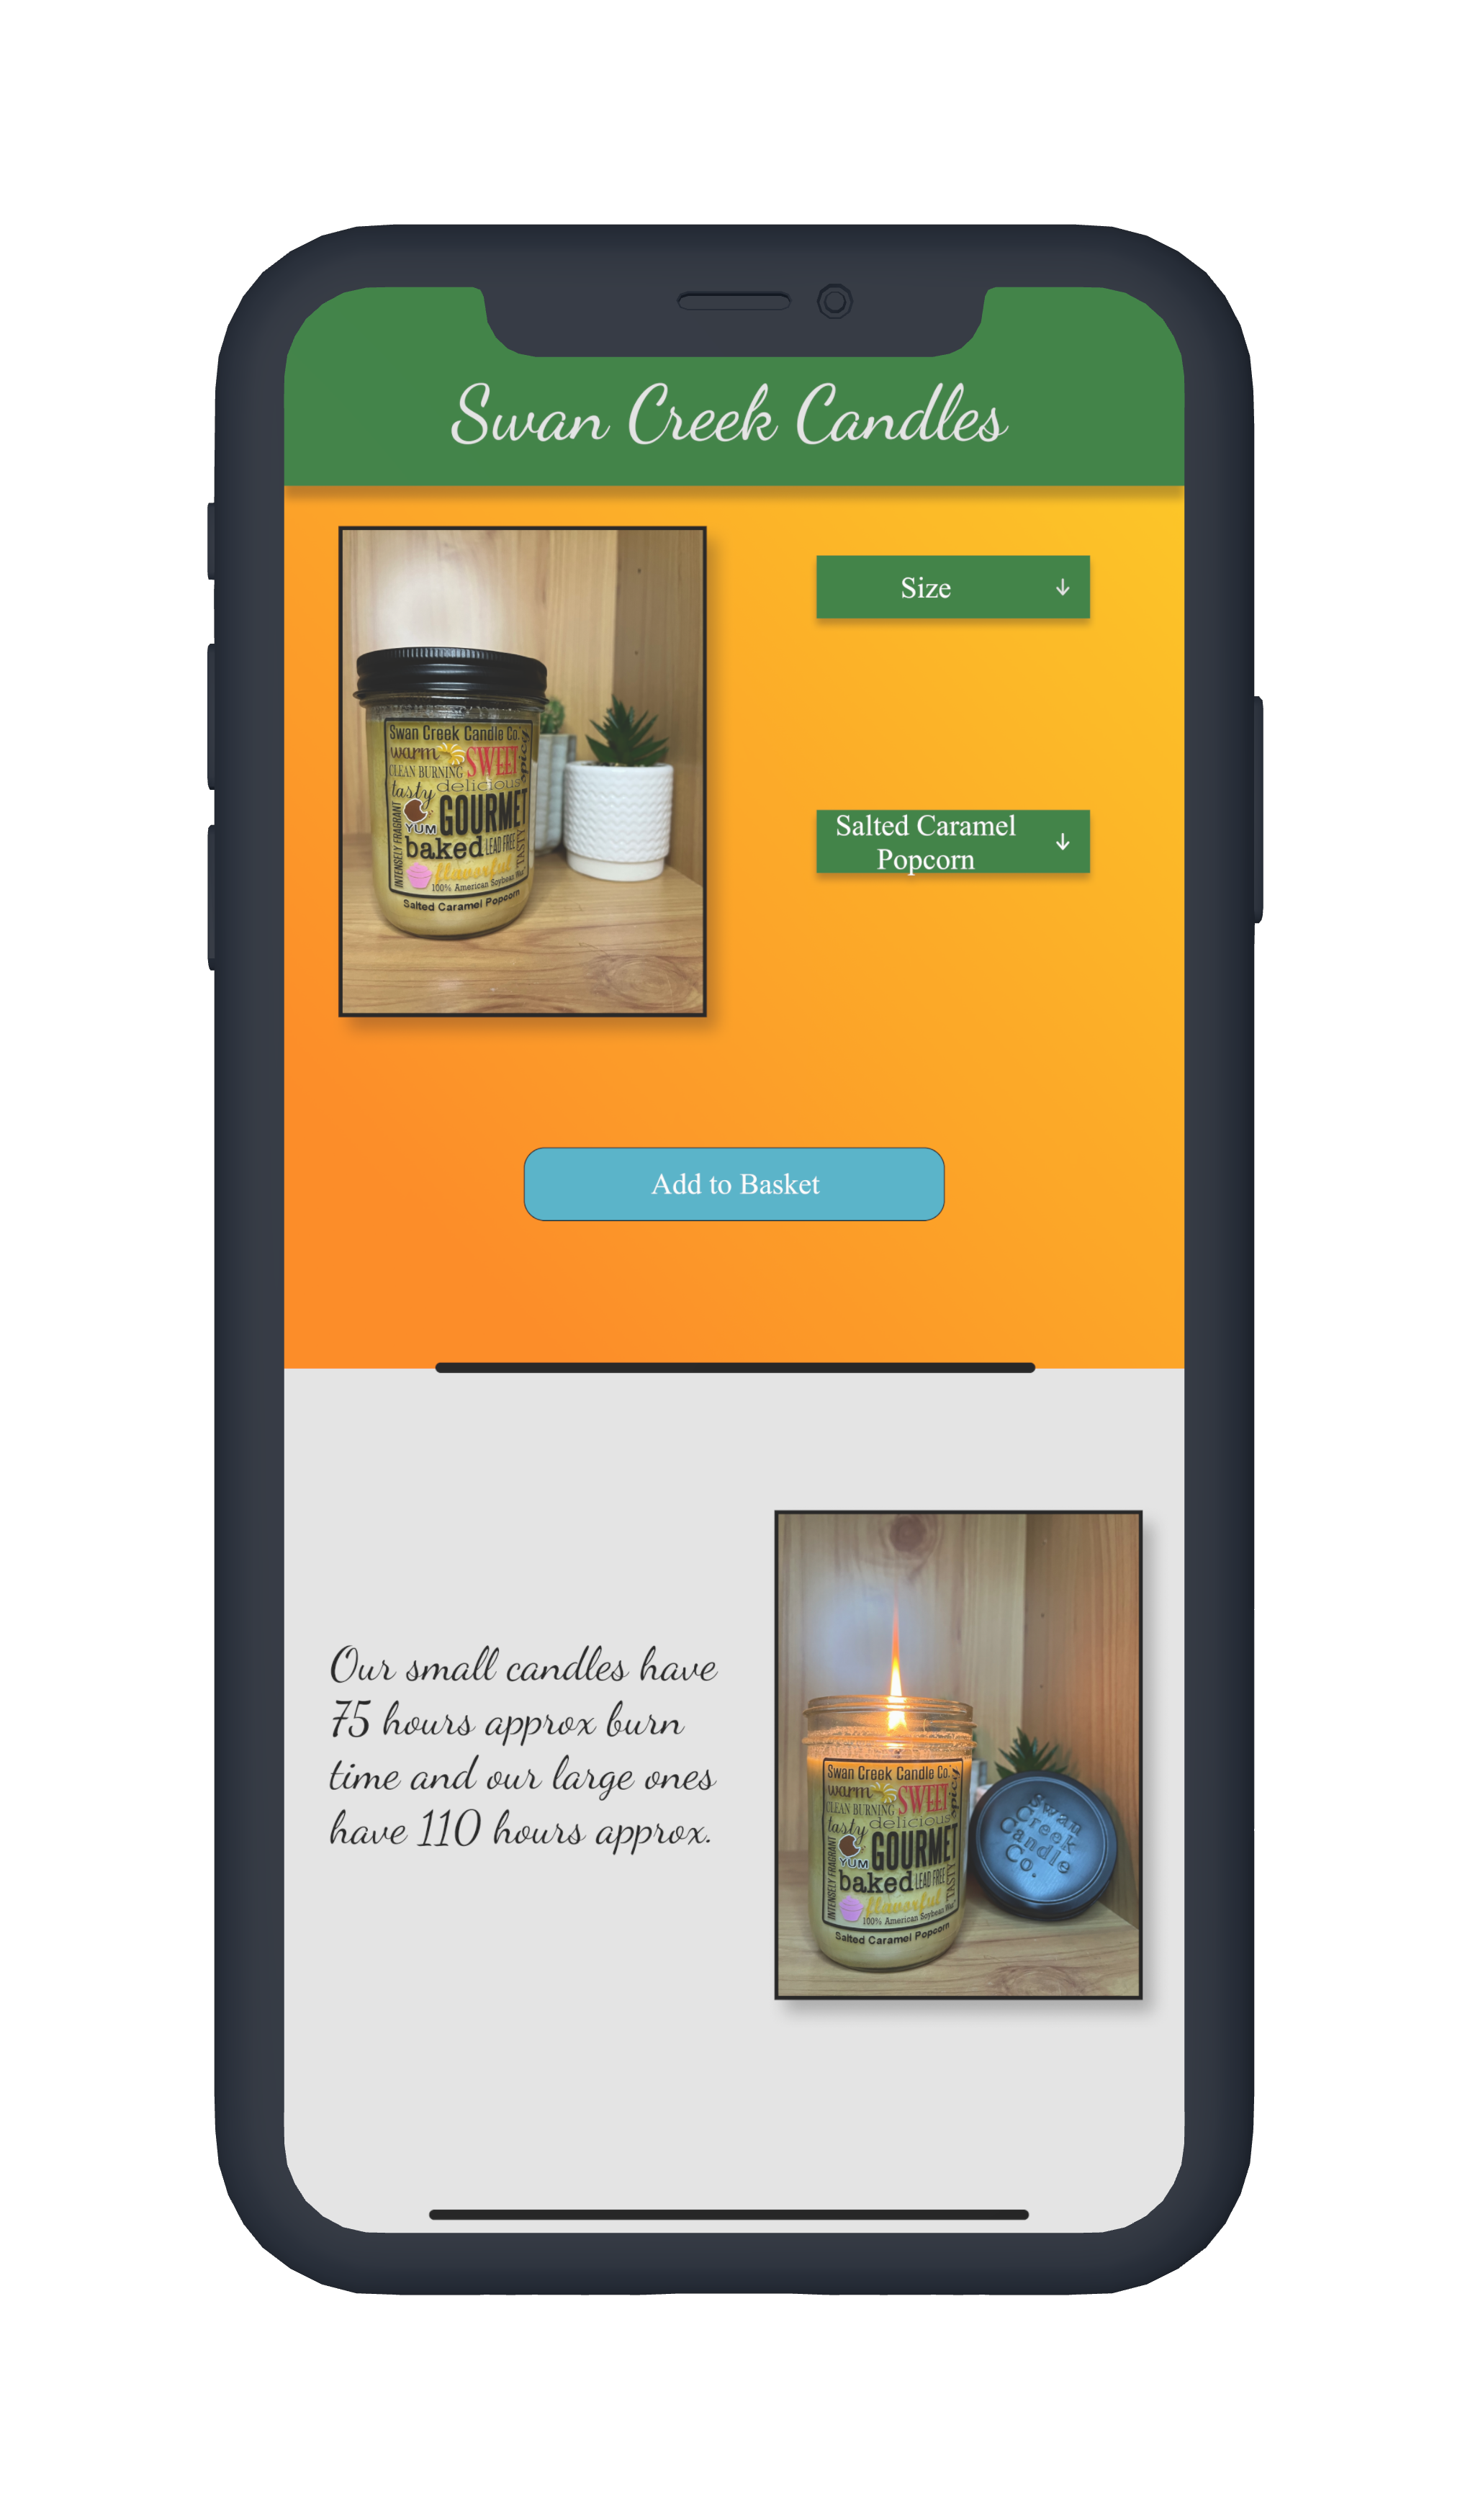 Swan Creek Candles
Swan Creek Candle Co.
warm SWEET spicy
CLEAN BURNING
tasty delicious
YUM GOURMET
baked LEAD FREE
INTENSELY FRAGRANT
TASTY
flavorful
100% American Soybean Wax
Salted Caramel Popcorn
Size
Salted Caramel
Popcorn
Add to Basket
Our small candles have
75 hours approx burn
time and our large ones
have 110 hours approx.
Swan Creek Candle Co.
warm SWEET spicy
CLEAN BURNING
tasty delicious
YUM GOURMET
baked LEAD FREE
INTENSELY FRAGRANT
TASTY
flavorful
100% American Soybean Wax
Salted Caramel Popcorn
Swan
Creek
Candle
Co.